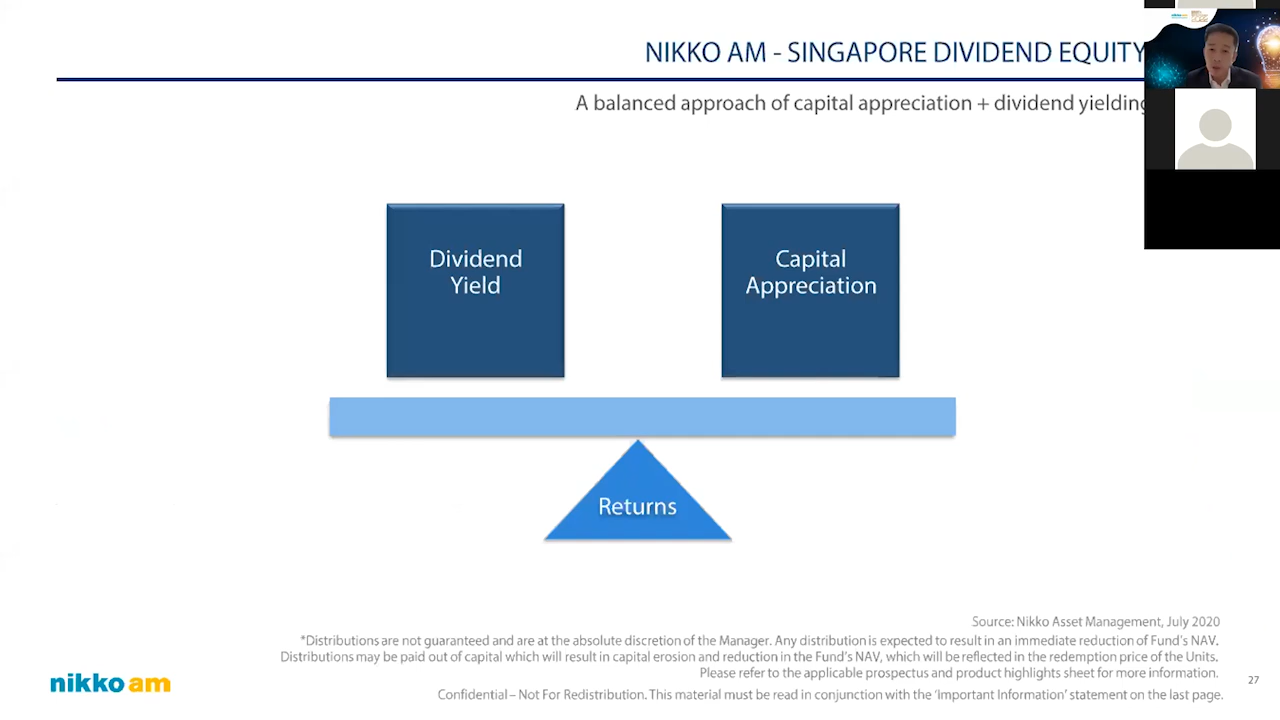 NIKKO AM - SINGAPORE DIVIDEND EQUITY
A balanced approach of capital appreciation + dividend yielding
Dividend
Yield
Capital
Appreciation
Returns
Source: Nikko Asset Management, July 2020
*Distributions are not guaranteed and are at the absolute discretion of the Manager. Any distribution is expected to result in an immediate reduction of Fund's NAV.
Distributions may be paid out of capital which will result in capital erosion and reduction in the Fund's NAV, which will be reflected in the redemption price of the Units.
Please refer to the applicable prospectus and product highlights sheet for more information.
27
nikko am
Confidential – Not For Redistribution. This material must be read in conjunction with the 'Important Information' statement on the last page.